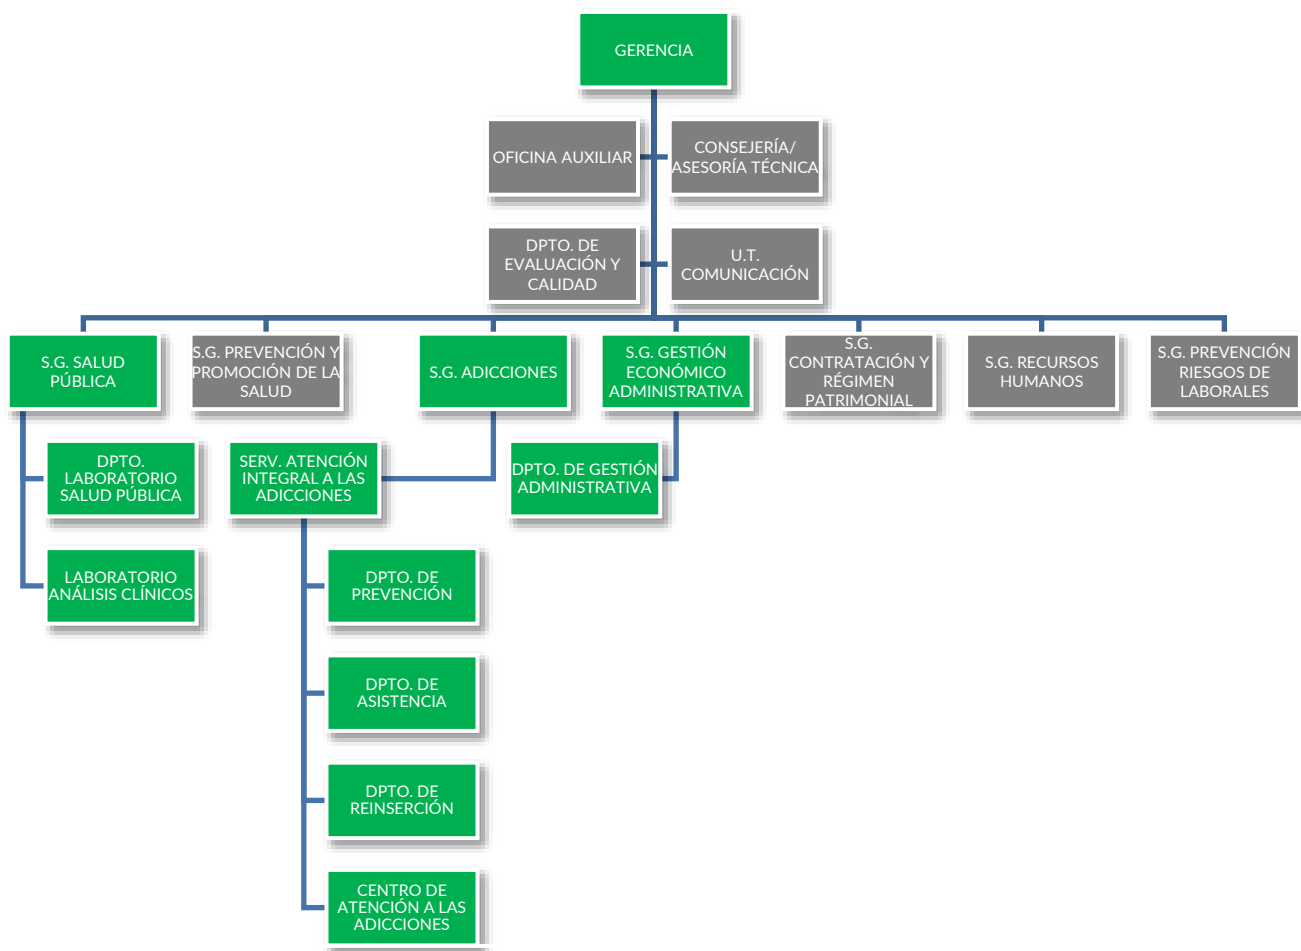 GERENCIA
OFICINA AUXILIAR
CONSEJERÍA/
ASESORÍA TÉCNICA
DPTO. DE
EVALUACIÓN Y
CALIDAD
U.T.
COMUNICACIÓN
S.G. SALUD
PÚBLICA
S.G. PREVENCIÓN Y
PROMOCIÓN DE LA
SALUD
S.G. ADICCIONES
S.G. GESTIÓN
ECONÓMICO
ADMINISTRATIVA
S.G.
CONTRATACIÓN Y
RÉGIMEN
PATRIMONIAL
S.G. RECURSOS
HUMANOS
S.G. PREVENCIÓN
RIESGOS DE
LABORALES
DPTO.
LABORATORIO
SALUD PÚBLICA
SERV. ATENCIÓN
INTEGRAL A LAS
ADICCIONES
DPTO. DE GESTIÓN
ADMINISTRATIVA
LABORATORIO
ANÁLISIS CLÍNICOS
DPTO. DE
PREVENCIÓN
DPTO. DE
ASISTENCIA
DPTO. DE
REINSERCIÓN
CENTRO DE
ATENCIÓN A LAS
ADICCIONES